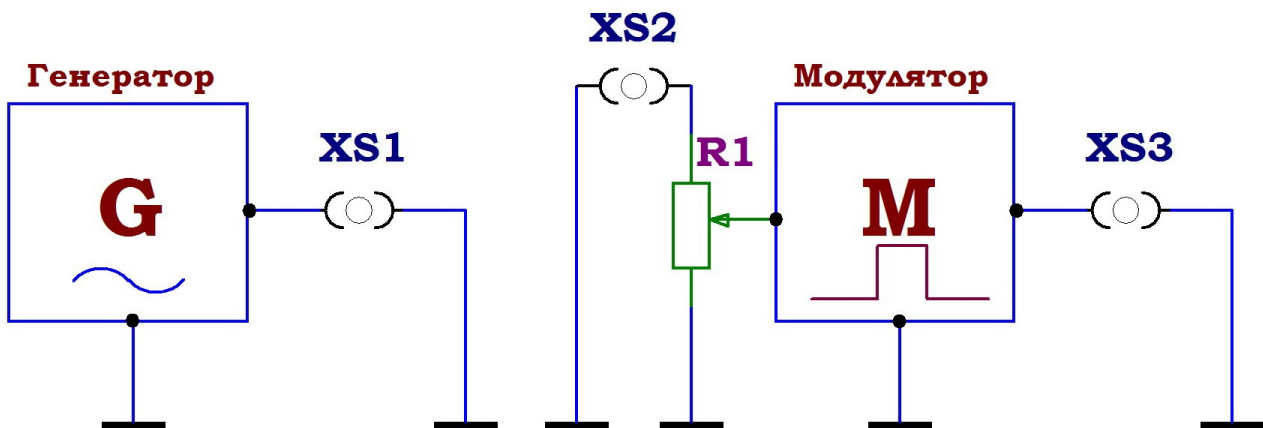 XS2
Генератор
Модулятор
XS1
R1
XS3
G
M